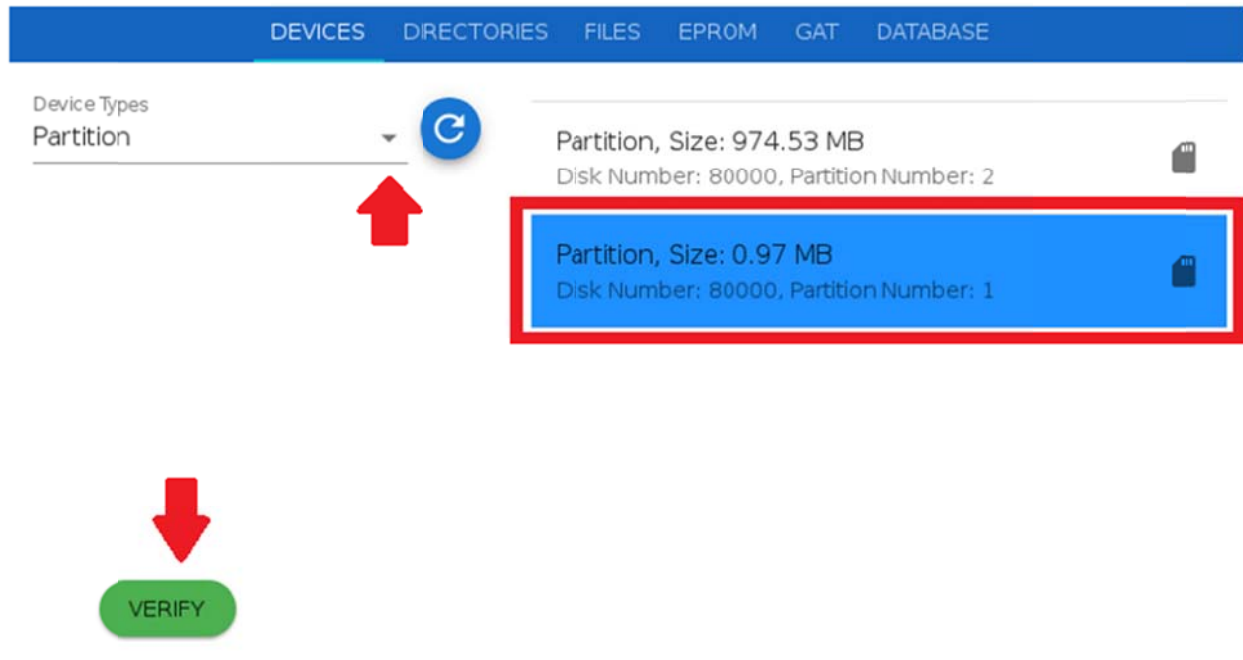 DEVICES DIRECTORIES FILES EPROM GAT DATABASE
Device Types
Partition
Partition, Size: 974.53 MB
Disk Number: 80000, Partition Number: 2
Partition, Size: 0.97 MB
Disk Number: 80000, Partition Number: 1
VERIFY